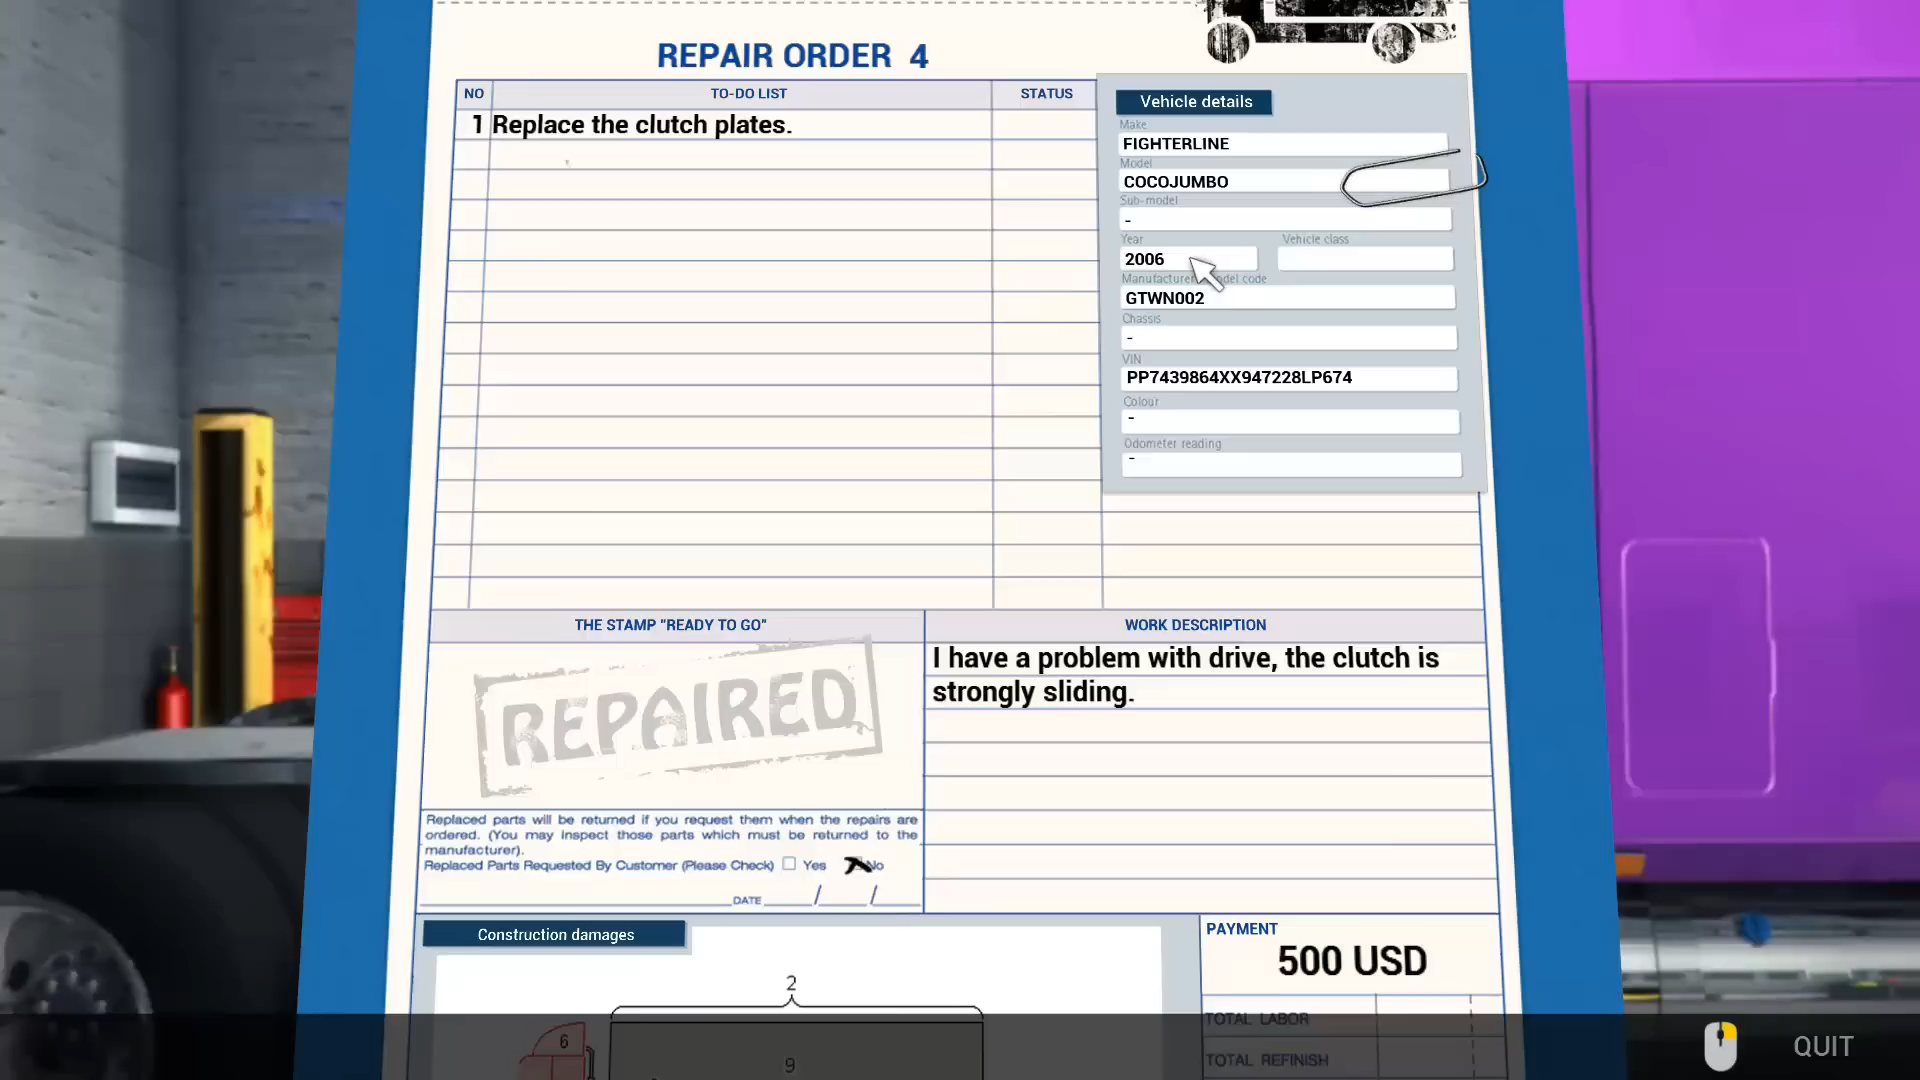 REPAIR ORDER 4
NO TO-DO LIST STATUS
1 Replace the clutch plates.
Vehicle details
Make
FIGHTERLINE
Model
COCOJUMBO
Sub-model
-
Year Vehicle class
2006
Manufacturer model code
GTWN002
Chassis
-
VIN
PP7439864XX947228LP674
Colour
-
Odometer reading
-
THE STAMP "READY TO GO"
REPAIRED
WORK DESCRIPTION
I have a problem with drive, the clutch is
strongly sliding.
Replaced parts will be returned if you request them when the repairs are
ordered. (You may inspect those parts which must be returned to the
manufacturer).
Replaced Parts Requested By Customer (Please Check) Yes No
DATE / /
Construction damages
2
6
9
PAYMENT
500 USD
TOTAL LABOR
TOTAL REFINISH
QUIT